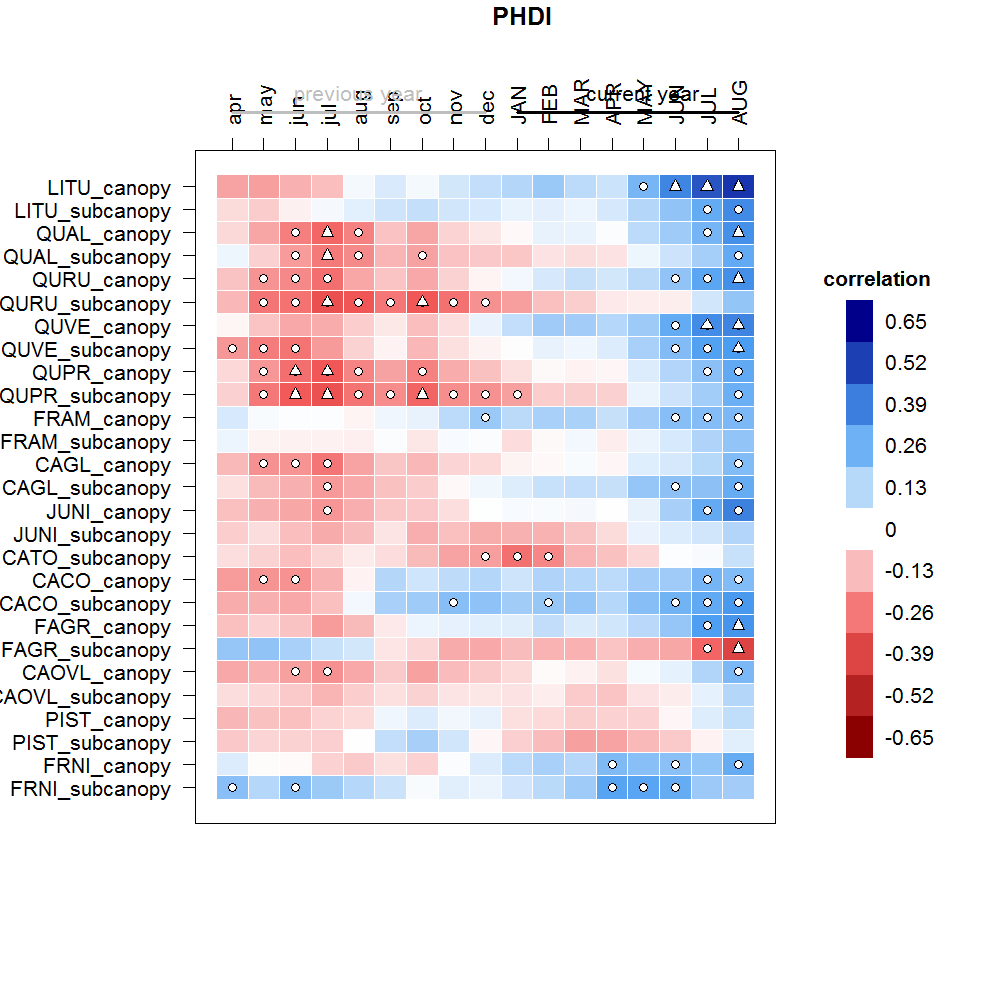 PHDI
previous year
current year
apr
may
jun
jul
aug
sep
oct
nov
dec
JAN
FEB
MAR
APR
MAY
JUN
JUL
AUG
LITU_canopy
LITU_subcanopy
QUAL_canopy
QUAL_subcanopy
QURU_canopy
QURU_subcanopy
QUVE_canopy
QUVE_subcanopy
QUPR_canopy
QUPR_subcanopy
FRAM_canopy
FRAM_subcanopy
CAGL_canopy
CAGL_subcanopy
JUNI_canopy
JUNI_subcanopy
CATO_subcanopy
CACO_canopy
CACO_subcanopy
FAGR_canopy
FAGR_subcanopy
CAOVL_canopy
CAOVL_subcanopy
PIST_canopy
PIST_subcanopy
FRNI_canopy
FRNI_subcanopy
correlation
0.65
0.52
0.39
0.26
0.13
0
-0.13
-0.26
-0.39
-0.52
-0.65